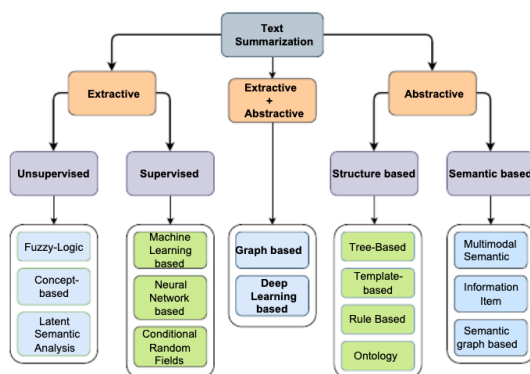 Text
Summarization
Extractive
Extractive
+
Abstractive
Abstractive
Unsupervised
Supervised
Structure based
Semantic based
Fuzzy-Logic
Concept-
based
Latent
Semantic
Analysis
Machine
Learning
based
Neural
Network
based
Conditional
Random
Fields
Graph based
Deep
Learning
based
Tree-Based
Template-
based
Rule Based
Ontology
Multimodal
Semantic
Information
Item
Semantic
graph based